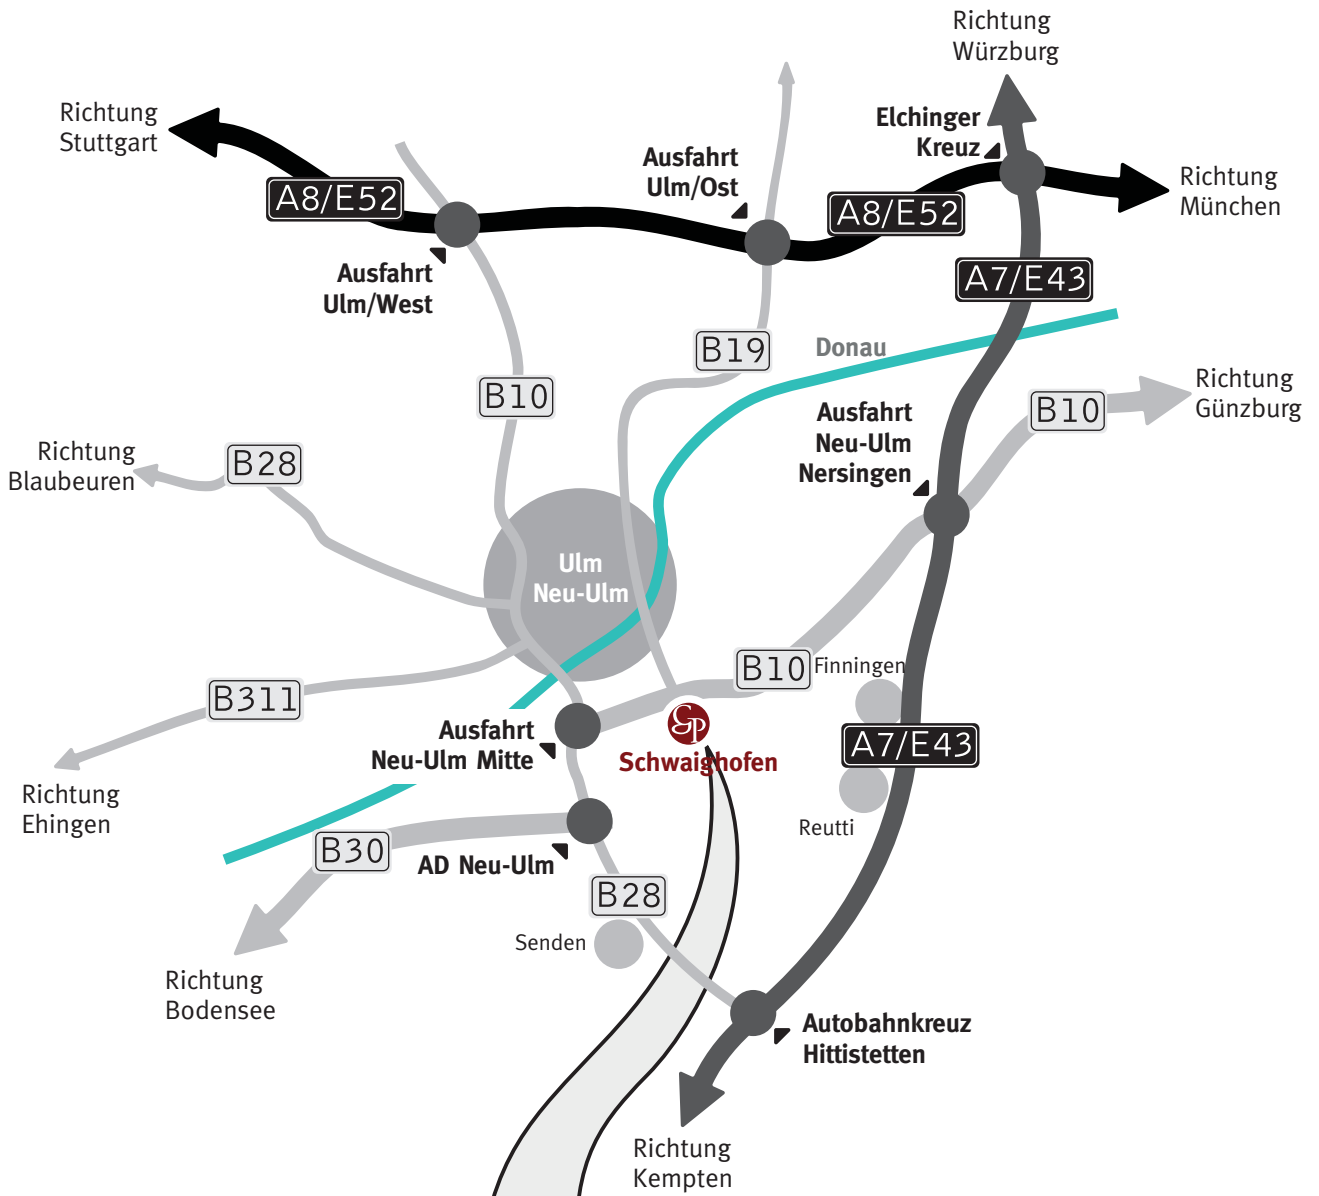 Richtung
Würzburg
Richtung
Stuttgart
Elchinger
Kreuz
Ausfahrt
Ulm/Ost
Richtung
München
A8/E52
A8/E52
Ausfahrt
Ulm/West
A7/E43
B19
Donau
B10
Richtung
Günzburg
B10
Ausfahrt
Neu-Ulm
Nersingen
Richtung
Blaubeuren
B28
Ulm
Neu-Ulm
B10
Finningen
B311
GP
Schwaighofen
Ausfahrt
Neu-Ulm Mitte
A7/E43
Richtung
Ehingen
Reutti
B30
AD Neu-Ulm
B28
Senden
Richtung
Bodensee
Autobahnkreuz
Hittistetten
Richtung
Kempten